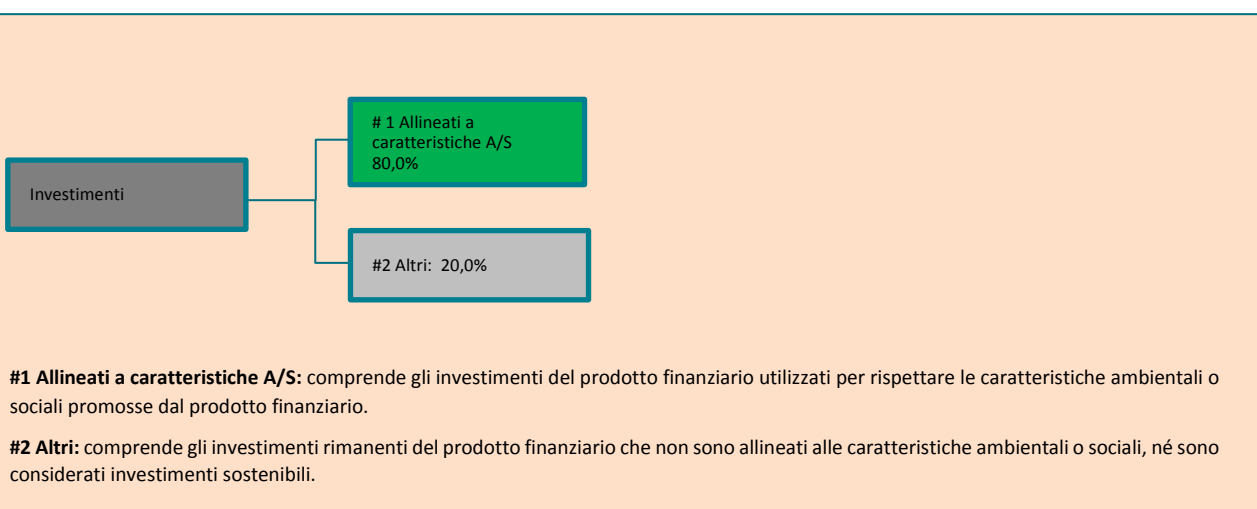 # 1 Allineati a
caratteristiche A/S
80,0%
Investimenti
#2 Altri:  20,0%
#1 Allineati a caratteristiche A/S: comprende gli investimenti del prodotto finanziario utilizzati per rispettare le caratteristiche ambientali o
sociali promosse dal prodotto finanziario.
#2 Altri: comprende gli investimenti rimanenti del prodotto finanziario che non sono allineati alle caratteristiche ambientali o sociali, né sono
considerati investimenti sostenibili.